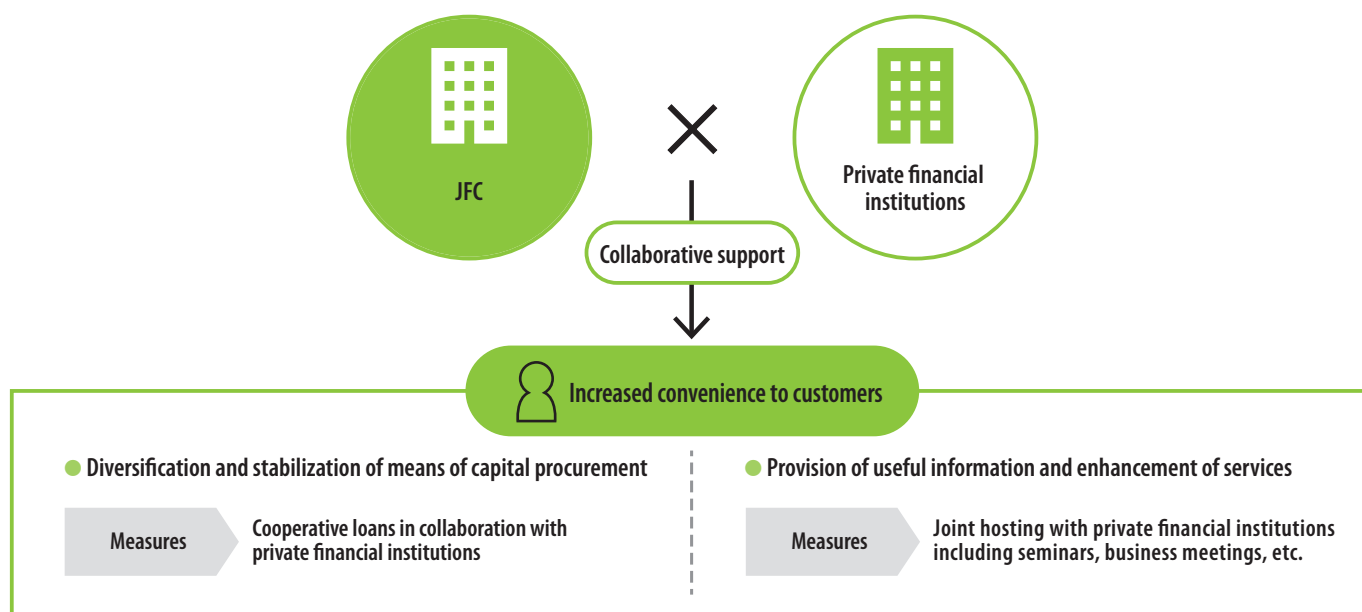 JFC
Private financial
institutions
Collaborative support
Increased convenience to customers
Diversification and stabilization of means of capital procurement
Measures
Cooperative loans in collaboration with
private financial institutions
Provision of useful information and enhancement of services
Measures
Joint hosting with private financial institutions
including seminars, business meetings, etc.